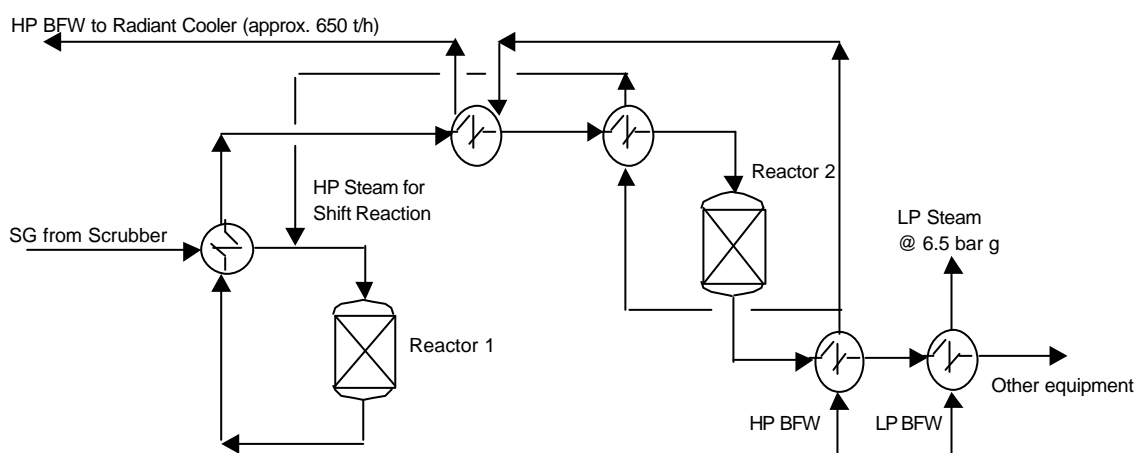 HP BFW to Radiant Cooler (approx. 650 t/h)
Reactor 2
HP Steam for
Shift Reaction
LP Steam
@ 6.5 bar g
SG from Scrubber
Reactor 1
Other equipment
HP BFW
LP BFW